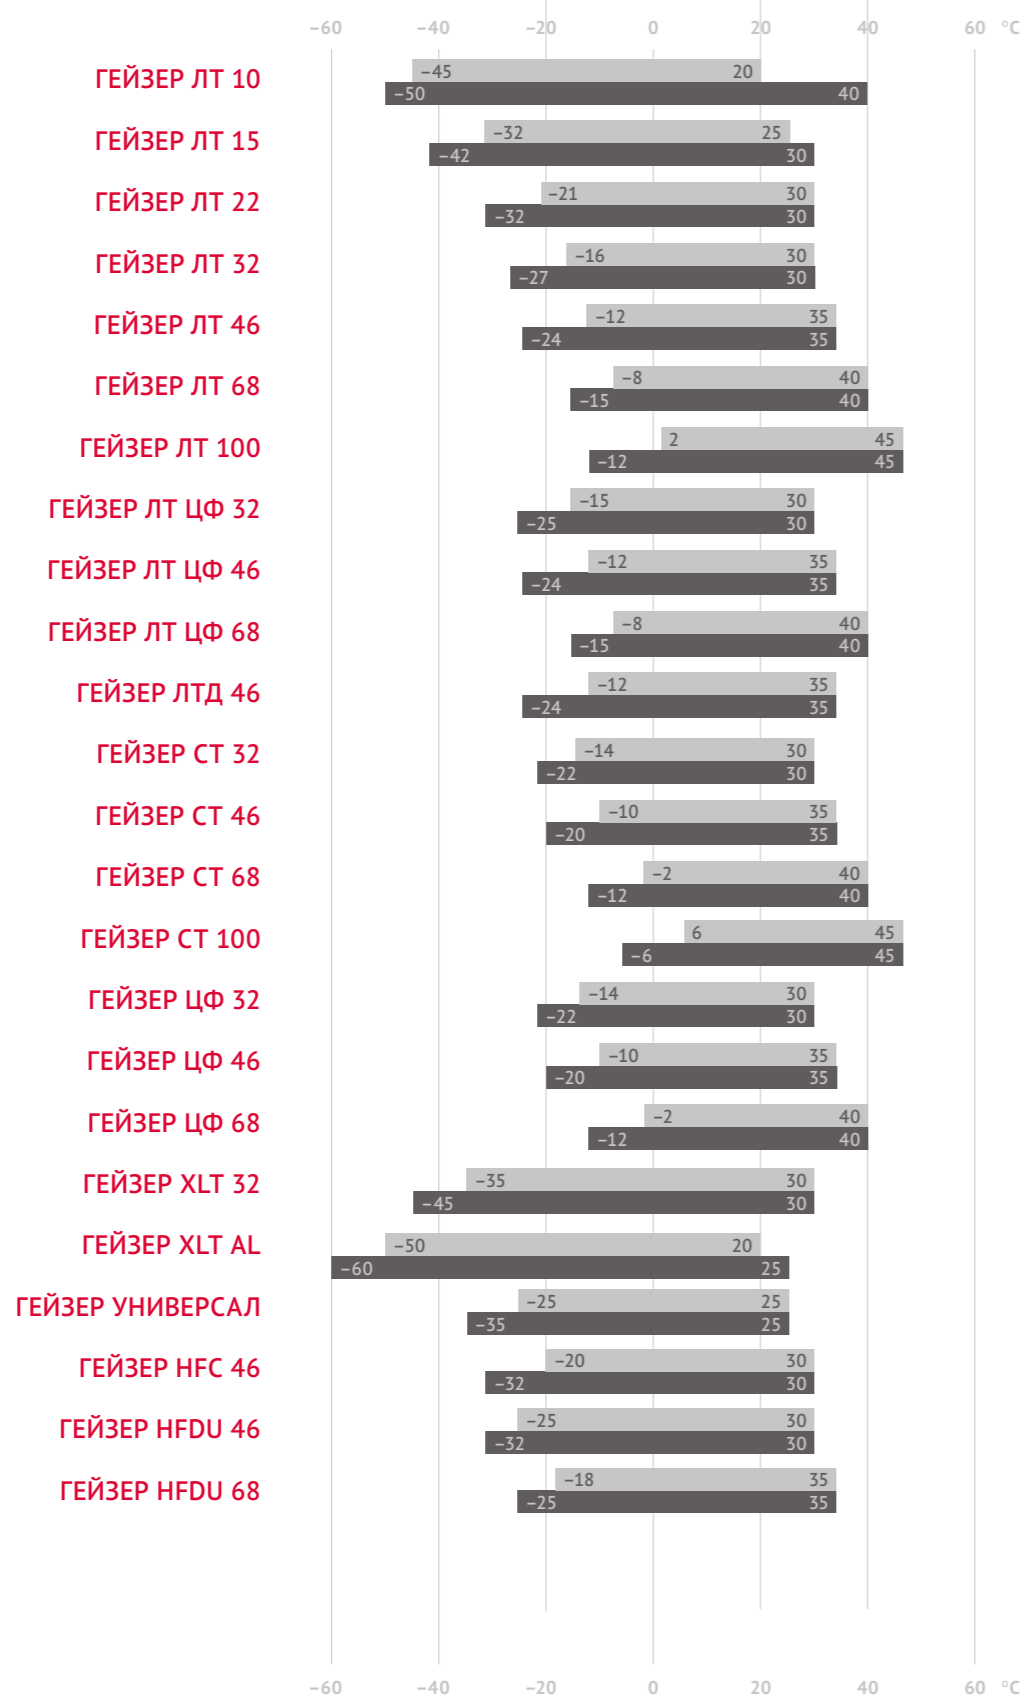 −60 −40 −20 0 20 40 60 °C
ГЕЙЗЕР ЛТ 10
−45 20
−50 40
ГЕЙЗЕР ЛТ 15
−32 25
−42 30
ГЕЙЗЕР ЛТ 22
−21 30
−32 30
ГЕЙЗЕР ЛТ 32
−16 30
−27 30
ГЕЙЗЕР ЛТ 46
−12 35
−24 35
ГЕЙЗЕР ЛТ 68
−8 40
−15 40
ГЕЙЗЕР ЛТ 100
2 45
−12 45
ГЕЙЗЕР ЛТ ЦФ 32
−15 30
−25 30
ГЕЙЗЕР ЛТ ЦФ 46
−12 35
−24 35
ГЕЙЗЕР ЛТ ЦФ 68
−8 40
−15 40
ГЕЙЗЕР ЛТД 46
−12 35
−24 35
ГЕЙЗЕР СТ 32
−14 30
−22 30
ГЕЙЗЕР СТ 46
−10 35
−20 35
ГЕЙЗЕР СТ 68
−2 40
−12 40
ГЕЙЗЕР СТ 100
6 45
−6 45
ГЕЙЗЕР ЦФ 32
−14 30
−22 30
ГЕЙЗЕР ЦФ 46
−10 35
−20 35
ГЕЙЗЕР ЦФ 68
−2 40
−12 40
ГЕЙЗЕР XLT 32
−35 30
−45 30
ГЕЙЗЕР XLT AL
−50 20
−60 25
ГЕЙЗЕР УНИВЕРСАЛ
−25 25
−35 25
ГЕЙЗЕР HFC 46
−20 30
−32 30
ГЕЙЗЕР HFDU 46
−25 30
−32 30
ГЕЙЗЕР HFDU 68
−18 35
−25 35
−60 −40 −20 0 20 40 60 °C